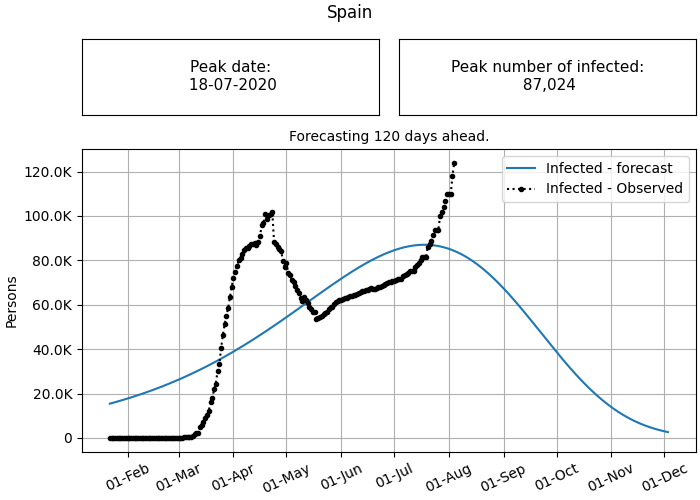 Spain
Peak date:
18-07-2020
Peak number of infected:
87,024
Forecasting 120 days ahead.
Infected - forecast
Infected - Observed
Persons
120.0K
100.0K
80.0K
60.0K
40.0K
20.0K
0
01-Feb
01-Mar
01-Apr
01-May
01-Jun
01-Jul
01-Aug
01-Sep
01-Oct
01-Nov
01-Dec